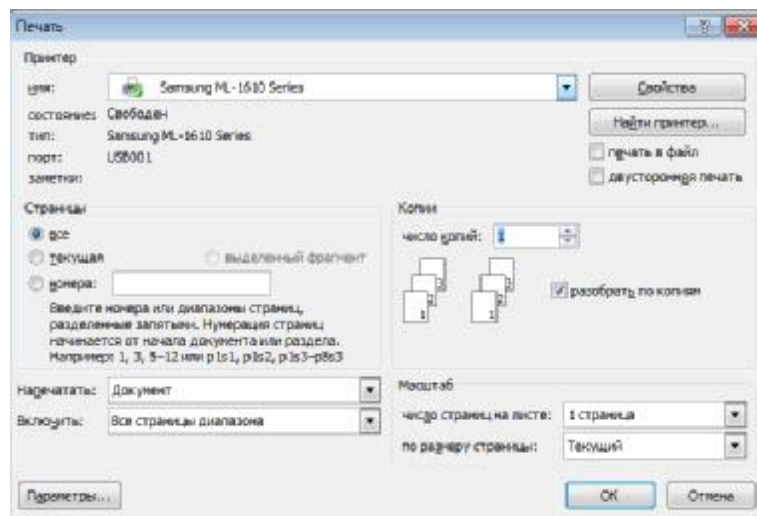 Печать
Принтер
имя: Samsung ML-1610 Series
Свойства
состояние: Свободен
тип: Samsung ML-1610 Series
порт: USB001
заметки:
Найти принтер...
печать в файл
двусторонняя печать
Страницы
все
текущая выделенный фрагмент
номера:
Введите номера или диапазоны страниц,
разделенные запятыми. Нумерация страниц
начинается от начала документа или раздела.
Например: 1, 3, 5–12 или p1s1, p1s2, p1s3–p8s3
Копии
число копий: 1
разобрать по копиям
Напечатать: Документ
Включить: Все страницы диапазона
Масштаб
число страниц на листе: 1 страница
по размеру страницы: Текущий
Параметры...
OK
Отмена